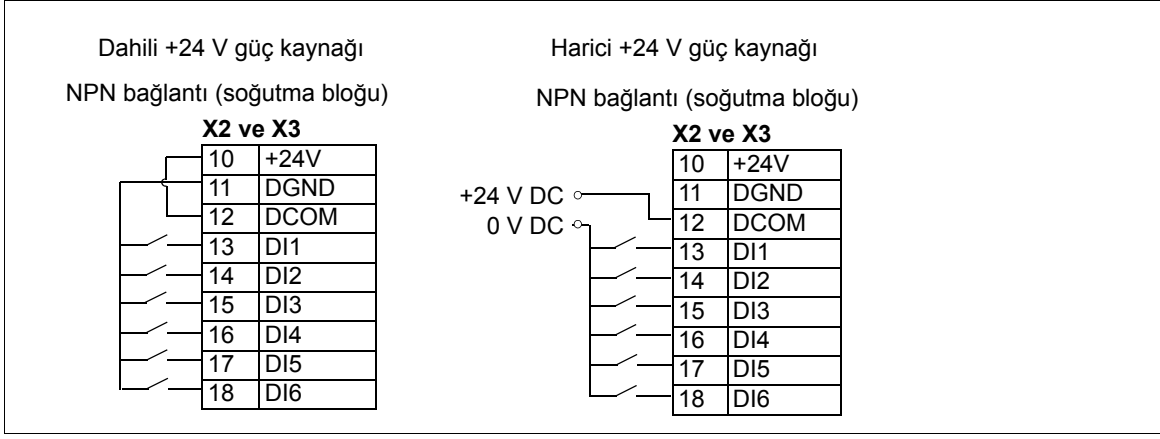 Dahili +24 V güç kaynağı
NPN bağlantı (soğutma bloğu)
X2 ve X3
10 +24V
11 DGND
12 DCOM
13 DI1
14 DI2
15 DI3
16 DI4
17 DI5
18 DI6
Harici +24 V güç kaynağı
NPN bağlantı (soğutma bloğu)
X2 ve X3
+24 V DC
0 V DC
10 +24V
11 DGND
12 DCOM
13 DI1
14 DI2
15 DI3
16 DI4
17 DI5
18 DI6